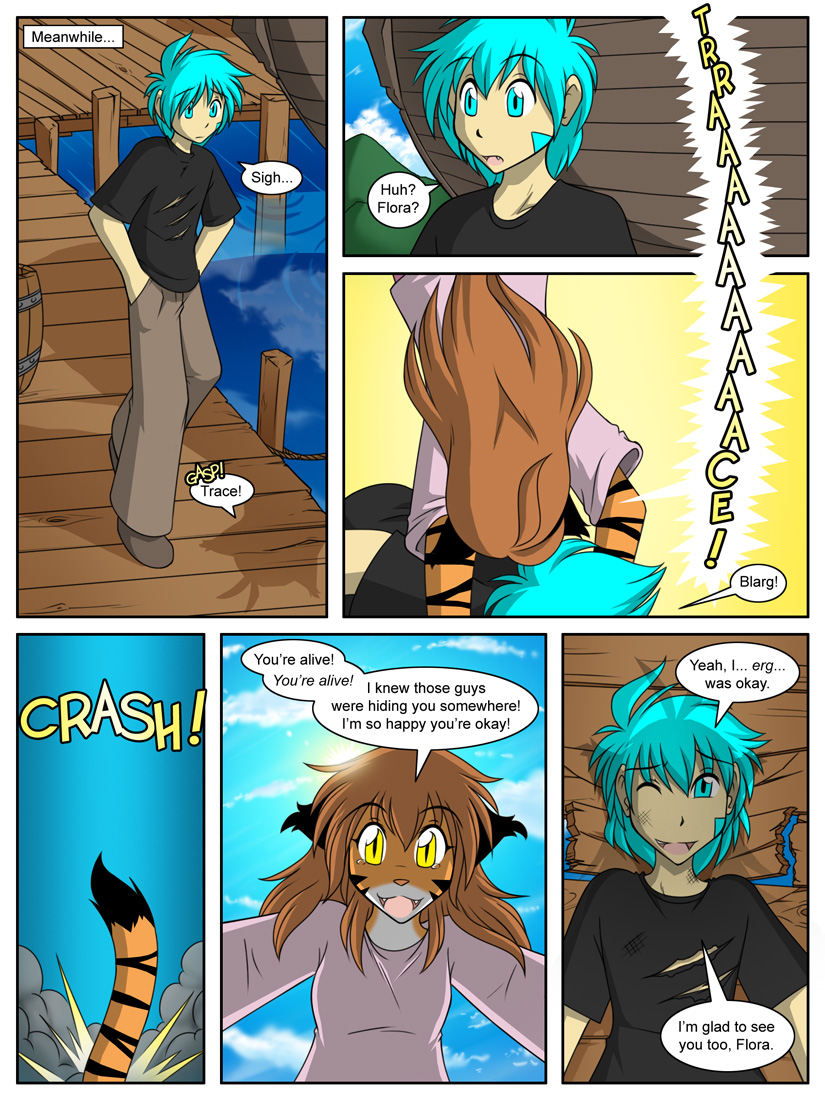 Meanwhile...
Sigh...
GASP!
Trace!
Huh?
Flora?
TRRAAAAAAAAAACE!
Blarg!
CRASH!
You're alive!
You're alive!
I knew those guys
were hiding you somewhere!
I'm so happy you're okay!
Yeah, I... erg...
was okay.
I'm glad to see
you too, Flora.